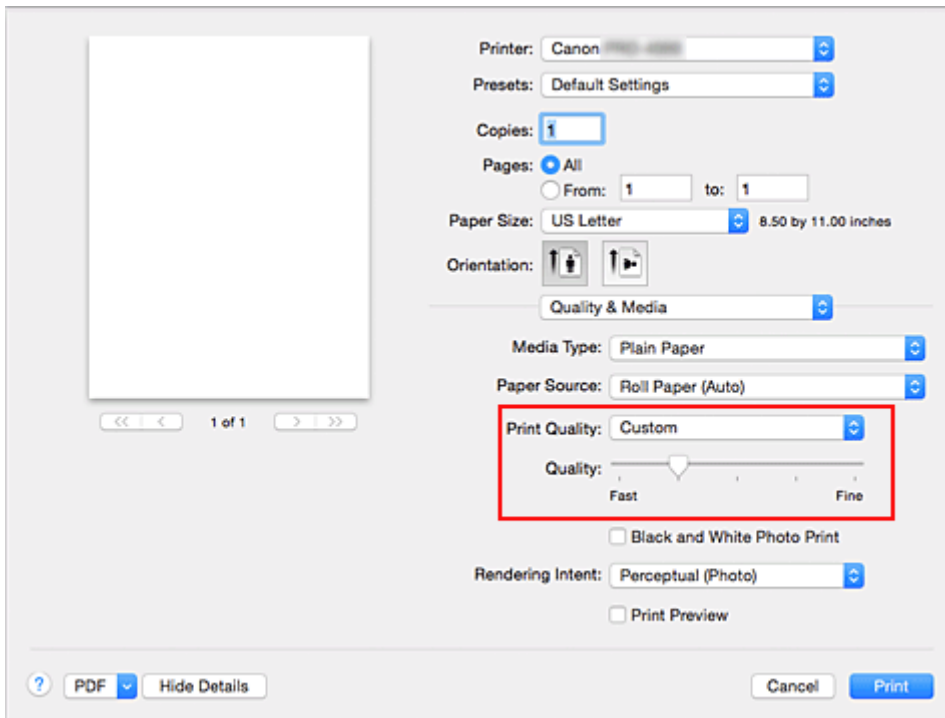 Printer: Canon
Presets: Default Settings
Copies: 1
Pages: All
From: 1 to: 1
Paper Size: US Letter 8.50 by 11.00 inches
Orientation:
Quality & Media
Media Type: Plain Paper
Paper Source: Roll Paper (Auto)
1 of 1
Print Quality: Custom
Quality:
Fast Fine
Black and White Photo Print
Rendering Intent: Perceptual (Photo)
Print Preview
? PDF Hide Details Cancel Print